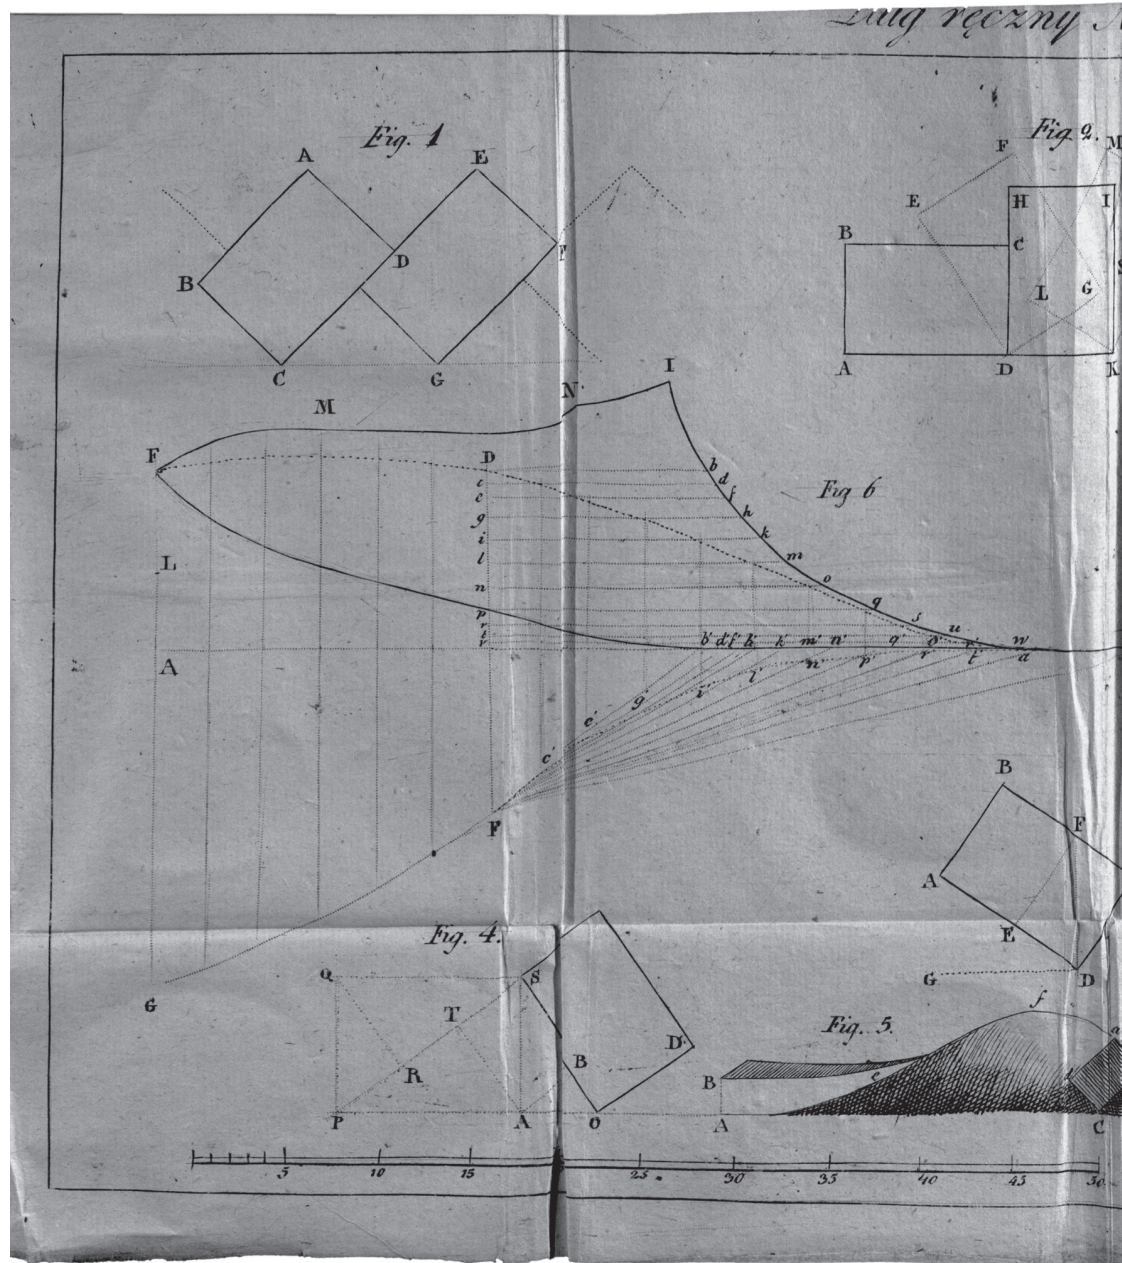 ręczny
Fig. 1
Fig. 2.
A
E
F
M
H
I
E
B
D
F
B
C
L
G
C
G
A
D
K
I
N
M
F
D
b
c
d
e
f
Fig 6
g
h
i
k
l
m
L
n
o
p
q
r
s
t
u
v
b' d' f' h' k' m' n' q' o' r' w
A
n' p' r' t' a
l'
i'
g'
e'
c'
B
F
F
A
Fig. 4.
E
Q
S
G
D
G
T
f
Fig. 5.
a
D
B
R
B
e
d
P
A
O
A
C
5 10 15 25 30 35 40 45 50